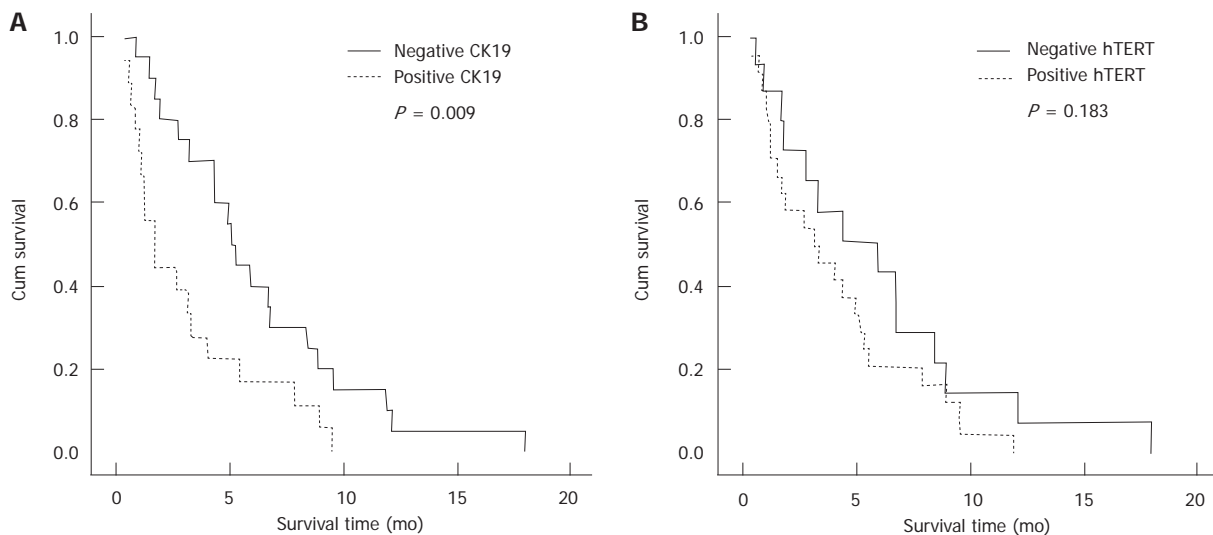 A
Cum survival
1.0
0.8
0.6
0.4
0.2
0.0
Negative CK19
Positive CK19
P = 0.009
0 5 10 15 20
Survival time (mo)
B
Cum survival
1.0
0.8
0.6
0.4
0.2
0.0
Negative hTERT
Positive hTERT
P = 0.183
0 5 10 15 20
Survival time (mo)